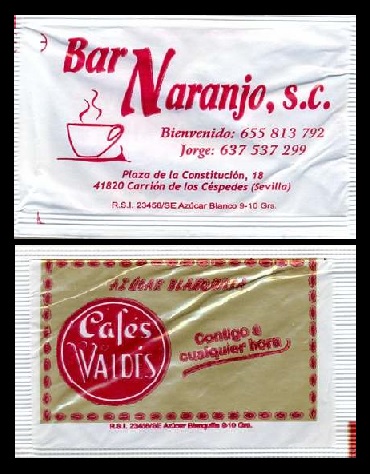 Bar Naranjo, s.c.
Bienvenido: 655 813 792
Jorge: 637 537 299
Plaza de la Constitución, 18
41820 Carrión de los Céspedes (Sevilla)
R.S.I. 23456/SE Azúcar Blanco 9-10 Grs.
AZÚCAR BLANQUILLA
Cafés
VALDÉS
Contigo a
cualquier hora
R.S.I. 23456/SE Azúcar Blanquilla 9-10 Grs.